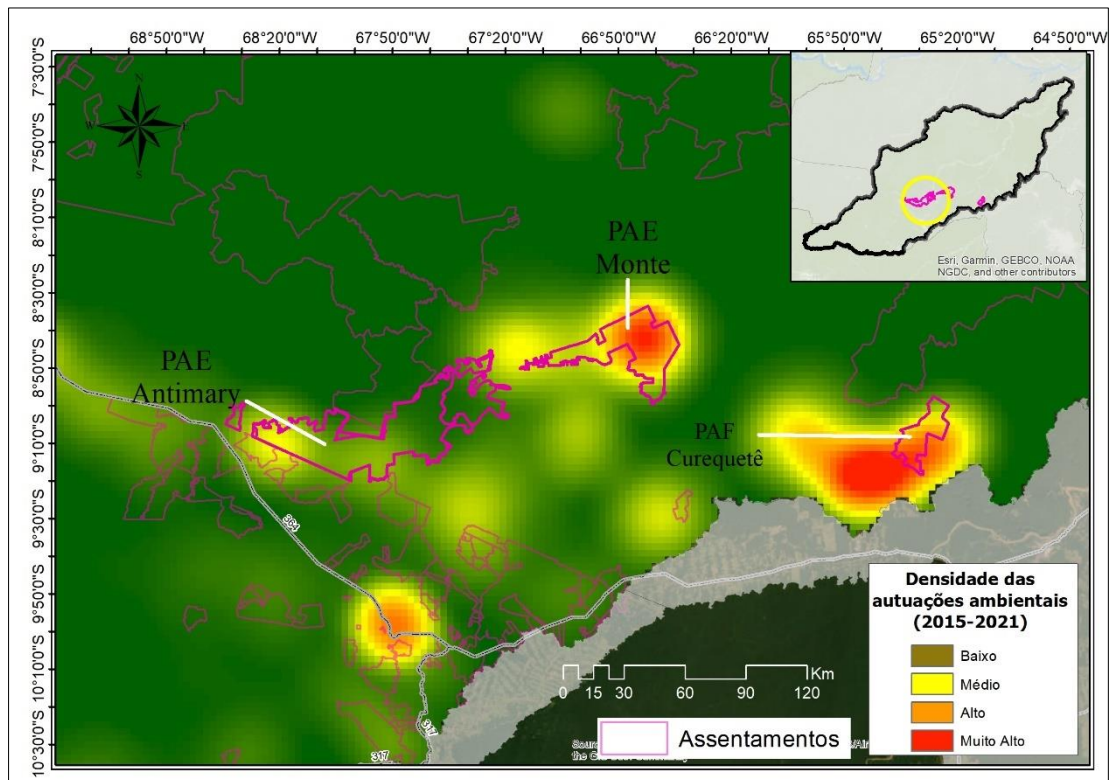 68°50'0"W 68°20'0"W 67°50'0"W 67°20'0"W 66°50'0"W 66°20'0"W 65°50'0"W 65°20'0"W 64°50'0"W
7°30'0"S
7°50'0"S
8°10'0"S
8°30'0"S
8°50'0"S
9°10'0"S
9°30'0"S
9°50'0"S
10°10'0"S
10°30'0"S
N
W E
S
Esri, Garmin, GEBCO, NOAA
NGDC, and other contributors
PAE
Monte
PAE
Antimary
PAF
Curequetê
364
317
317
Densidade das
autuações ambientais
(2015-2021)
Baixo
Médio
Alto
Muito Alto
Km
0 15 30 60 90 120
Assentamentos